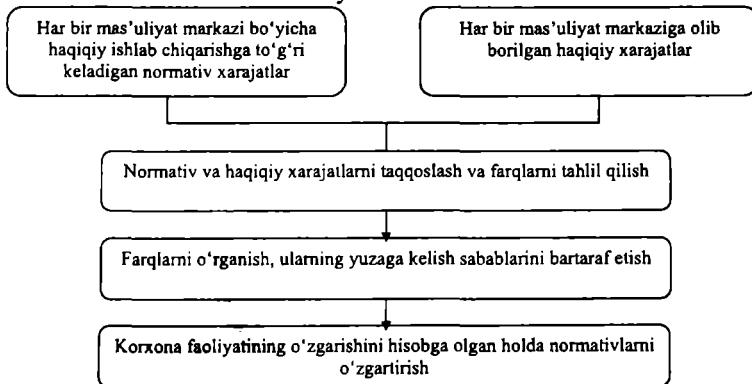 Har bir mas'uliyat markazi bo'yicha
haqiqiy ishlab chiqarishga to'g'ri
keladigan normativ xarajatlar
Har bir mas'uliyat markaziga olib
borilgan haqiqiy xarajatlar
Normativ va haqiqiy xarajatlarni taqqoslash va farqlarni tahlil qilish
Farqlarni o'rganish, ularning yuzaga kelish sabablarini bartaraf etish
Korxona faoliyatining o'zgarishini hisobga olgan holda normativlarni
o'zgartirish